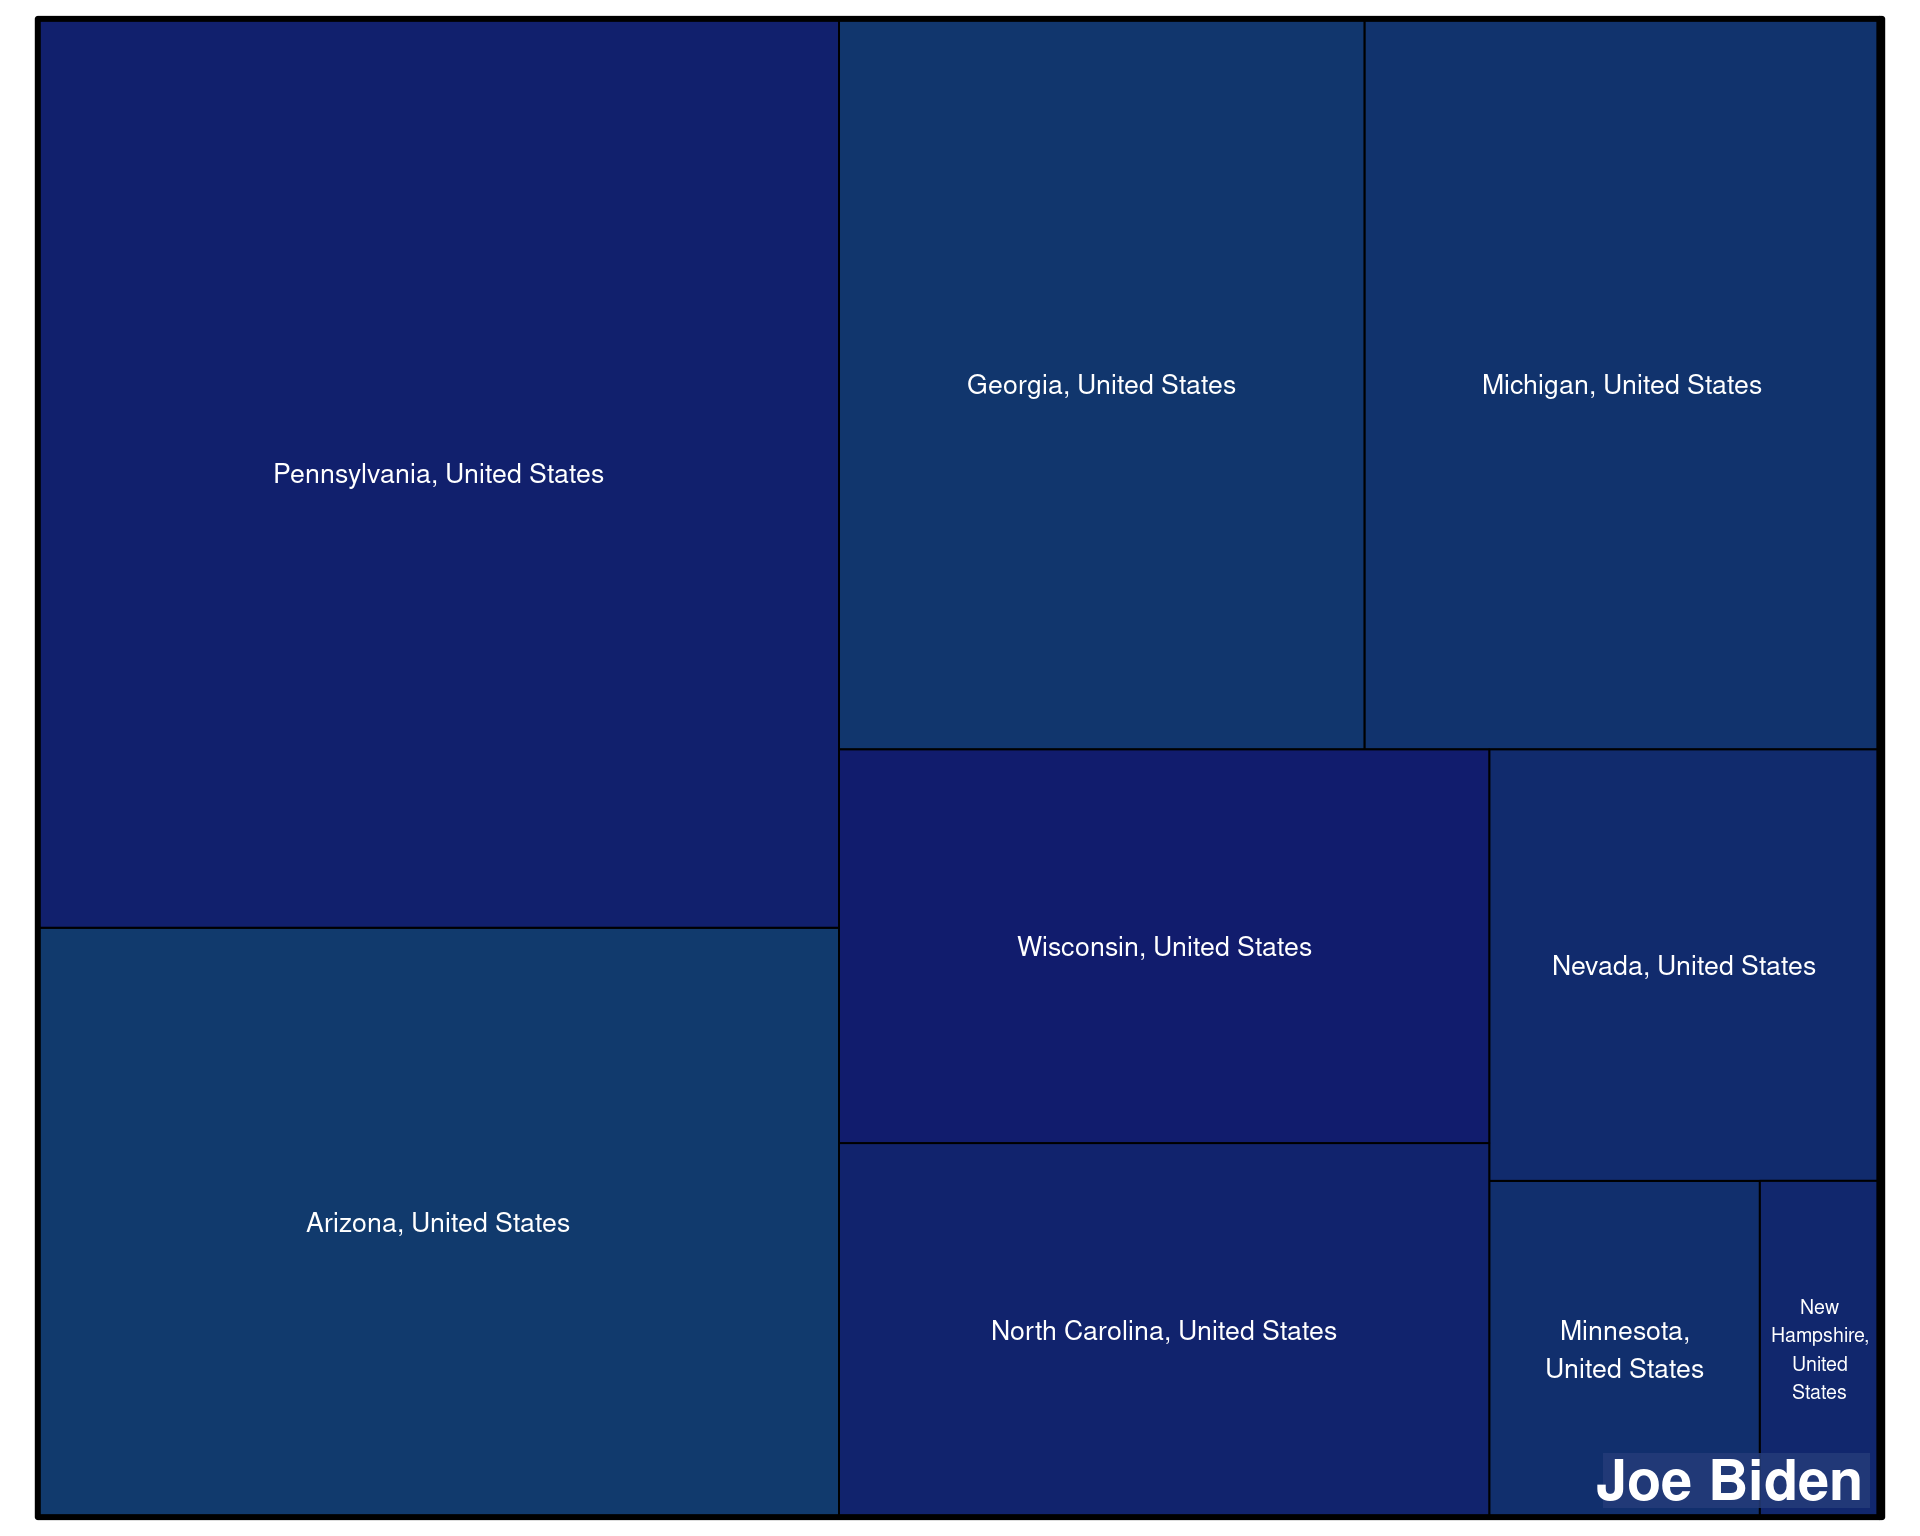 Pennsylvania, United States
Georgia, United States
Michigan, United States
Wisconsin, United States
Nevada, United States
Arizona, United States
North Carolina, United States
Minnesota,
United States
New
Hampshire,
United
States
Joe Biden